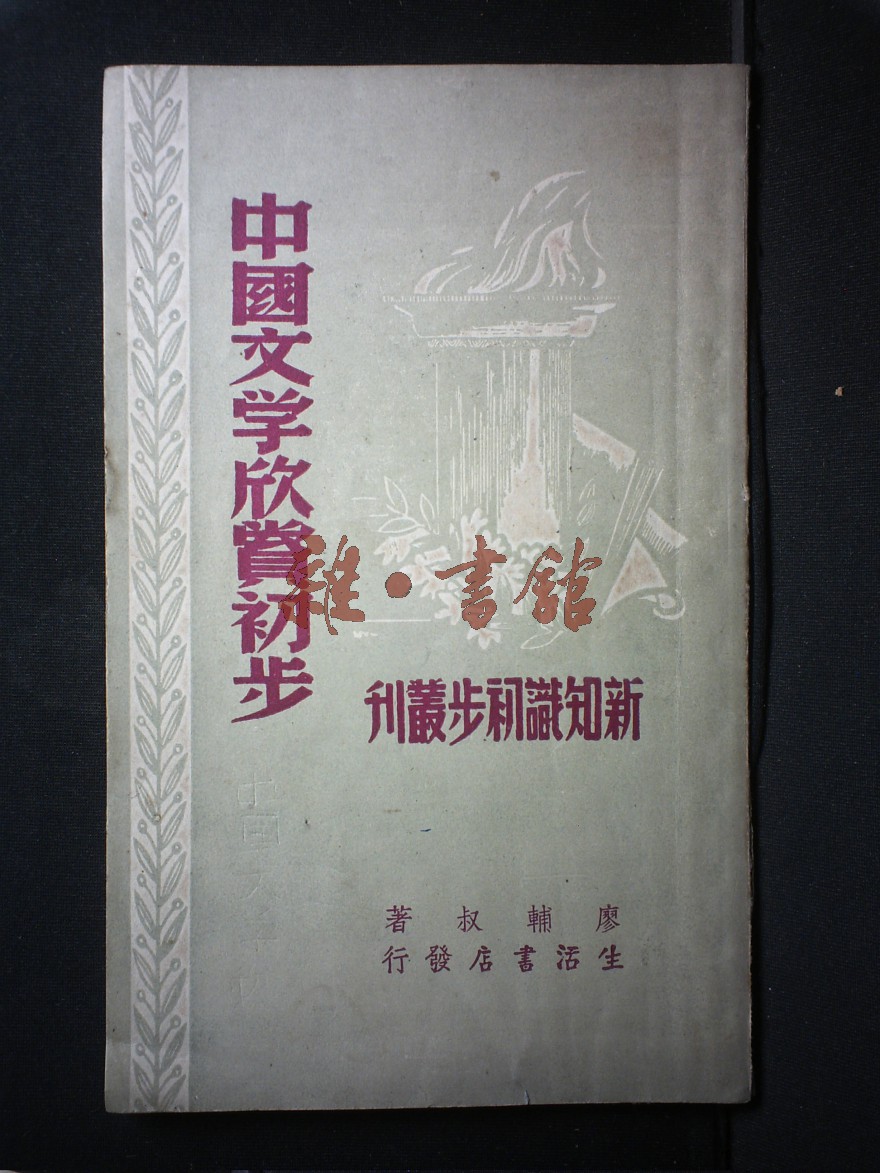 中國文学欣賞初步
雜·書舘
新知識初步叢刊
廖輔叔著
生活書店發行